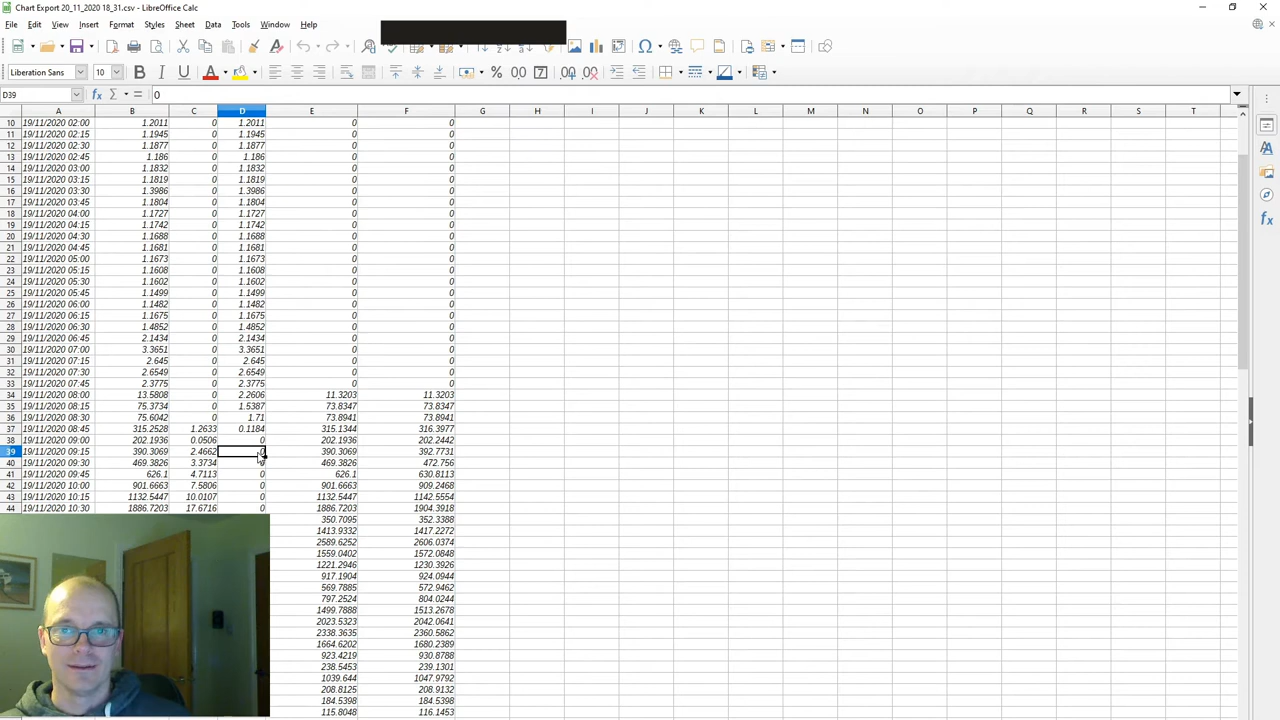 Chart Export 20_11_2020 18_31.csv - LibreOffice Calc
File Edit View Insert Format Styles Sheet Data Tools Window Help
Liberation Sans 10
D39 0
A B C D E F G H I J K L M N O P Q R S T
10 19/11/2020 02:00 1.2011 0 1.2011 0 0
11 19/11/2020 02:15 1.1945 0 1.1945 0 0
12 19/11/2020 02:30 1.1877 0 1.1877 0 0
13 19/11/2020 02:45 1.186 0 1.186 0 0
14 19/11/2020 03:00 1.1832 0 1.1832 0 0
15 19/11/2020 03:15 1.1819 0 1.1819 0 0
16 19/11/2020 03:30 1.3986 0 1.3986 0 0
17 19/11/2020 03:45 1.1804 0 1.1804 0 0
18 19/11/2020 04:00 1.1727 0 1.1727 0 0
19 19/11/2020 04:15 1.1742 0 1.1742 0 0
20 19/11/2020 04:30 1.1688 0 1.1688 0 0
21 19/11/2020 04:45 1.1681 0 1.1681 0 0
22 19/11/2020 05:00 1.1673 0 1.1673 0 0
23 19/11/2020 05:15 1.1608 0 1.1608 0 0
24 19/11/2020 05:30 1.1602 0 1.1602 0 0
25 19/11/2020 05:45 1.1499 0 1.1499 0 0
26 19/11/2020 06:00 1.1482 0 1.1482 0 0
27 19/11/2020 06:15 1.1675 0 1.1675 0 0
28 19/11/2020 06:30 1.4852 0 1.4852 0 0
29 19/11/2020 06:45 2.1434 0 2.1434 0 0
30 19/11/2020 07:00 3.3651 0 3.3651 0 0
31 19/11/2020 07:15 2.645 0 2.645 0 0
32 19/11/2020 07:30 2.6549 0 2.6549 0 0
33 19/11/2020 07:45 2.3775 0 2.3775 0 0
34 19/11/2020 08:00 13.5808 0 2.2606 11.3203 11.3203
35 19/11/2020 08:15 75.3734 0 1.5387 73.8347 73.8347
36 19/11/2020 08:30 75.6042 0 1.71 73.8941 73.8941
37 19/11/2020 08:45 315.2528 1.2633 0.1184 315.1344 316.3977
38 19/11/2020 09:00 202.1936 0.0506 0 202.1936 202.2442
39 19/11/2020 09:15 390.3069 2.4662 0 390.3069 392.7731
40 19/11/2020 09:30 469.3826 3.3734 0 469.3826 472.756
41 19/11/2020 09:45 626.1 4.7113 0 626.1 630.8113
42 19/11/2020 10:00 901.6663 7.5806 0 901.6663 909.2468
43 19/11/2020 10:15 1132.5447 10.0107 0 1132.5447 1142.5554
44 19/11/2020 10:30 1886.7203 17.6716 0 1886.7203 1904.3918
350.7095 352.3388
1413.9332 1417.2272
2589.6252 2606.0374
1559.0402 1572.0848
1221.2946 1230.3926
917.1904 924.0944
569.7885 572.9462
797.2524 804.0244
1499.7888 1513.2678
2023.5323 2042.0641
2338.3635 2360.5862
1664.6202 1680.2389
923.4219 930.8788
238.5453 239.1301
1039.644 1047.9792
208.8125 208.9132
184.5398 184.5398
115.8048 116.1453